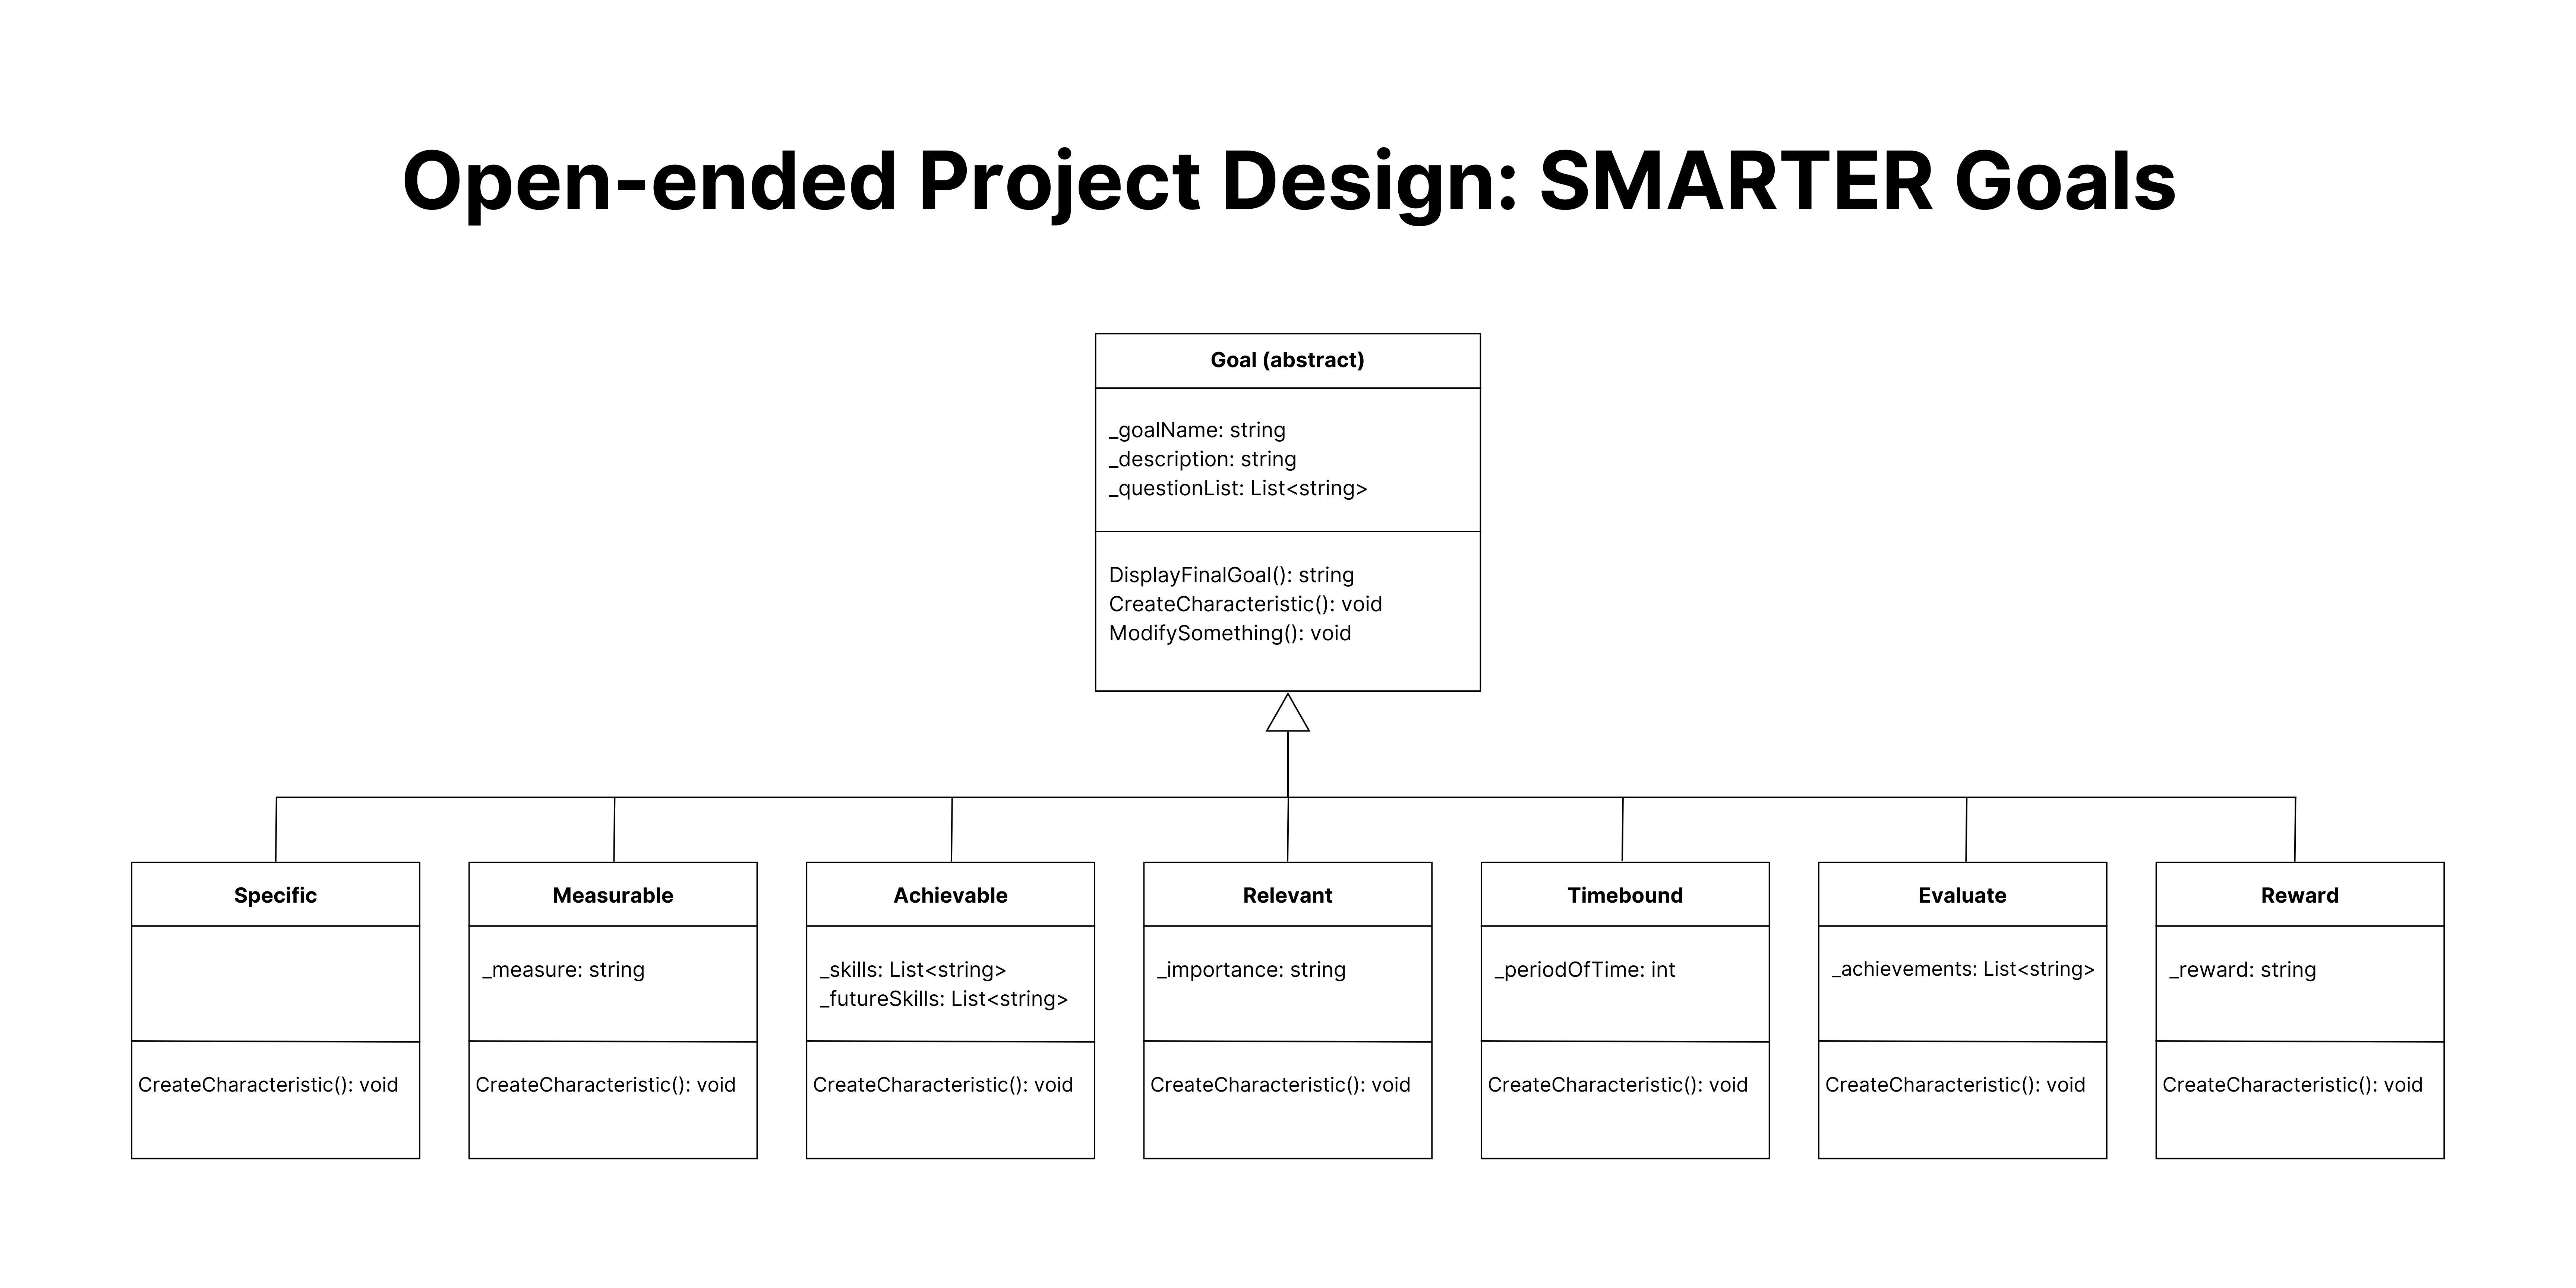 Open-ended Project Design: SMARTER Goals
Goal (abstract)
_goalName: string
_description: string
_questionList: List<string>
DisplayFinalGoal(): string
CreateCharacteristic(): void
ModifySomething(): void
Specific
CreateCharacteristic(): void
Measurable
_measure: string
CreateCharacteristic(): void
Achievable
_skills: List<string>
_futureSkills: List<string>
CreateCharacteristic(): void
Relevant
_importance: string
CreateCharacteristic(): void
Timebound
_periodOfTime: int
CreateCharacteristic(): void
Evaluate
_achievements: List<string>
CreateCharacteristic(): void
Reward
_reward: string
CreateCharacteristic(): void